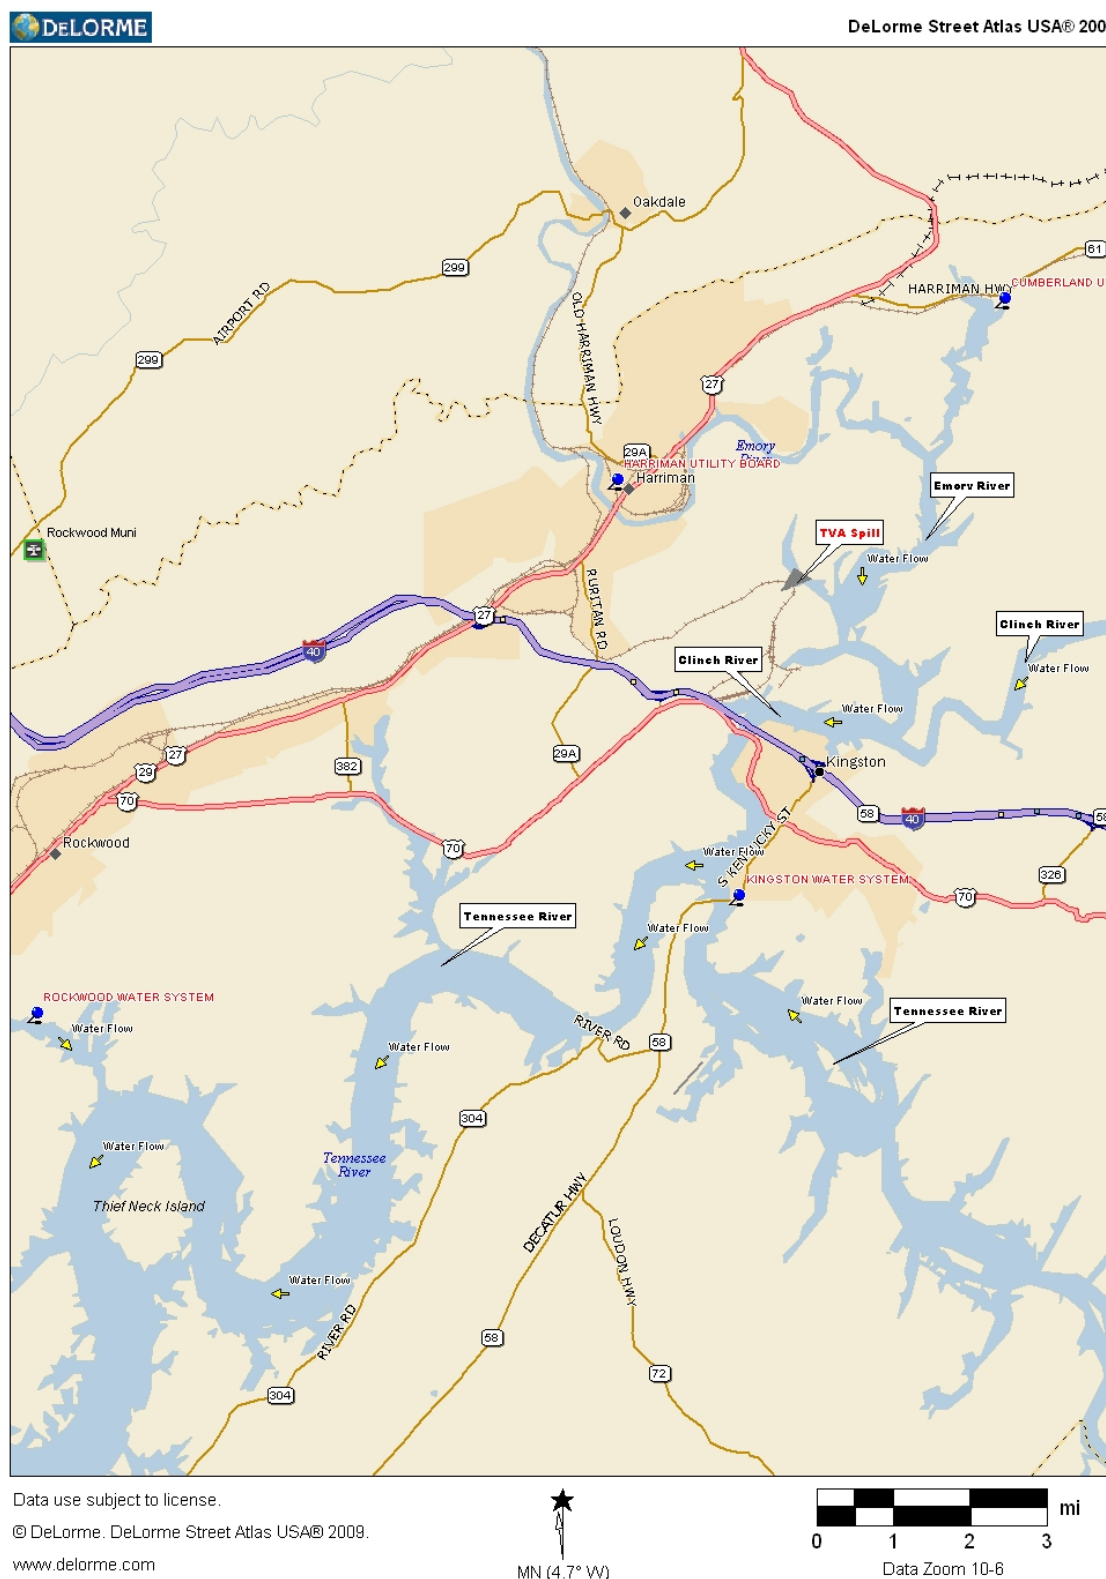 DELORME
DeLorme Street Atlas USA® 200
Oakdale
61
299
HARRIMAN HWY
CUMBERLAND U
AIRPORT RD
OLD HARRIMAN HWY
299
27
Emory
29A
HARRIMAN UTILITY BOARD
Harriman
Emory River
Rockwood Muni
TVA Spill
Water Flow
RURITAN RD
27
Clinch River
40
Clinch River
Water Flow
Water Flow
27
29A
29
382
Kingston
70
58
40
58
Rockwood
70
Water Flow
S KENTUCKY ST
326
KINGSTON WATER SYSTEM
70
Tennessee River
Water Flow
ROCKWOOD WATER SYSTEM
Water Flow
Tennessee River
Water Flow
RIVER RD
58
Water Flow
304
Water Flow
Tennessee
River
Thief Neck Island
DECATUR HWY
LOUDON HWY
Water Flow
RIVER RD
58
72
304
Data use subject to license.
© DeLorme. DeLorme Street Atlas USA® 2009.
www.delorme.com
MN (4.7° W)
mi
0 1 2 3
Data Zoom 10-6